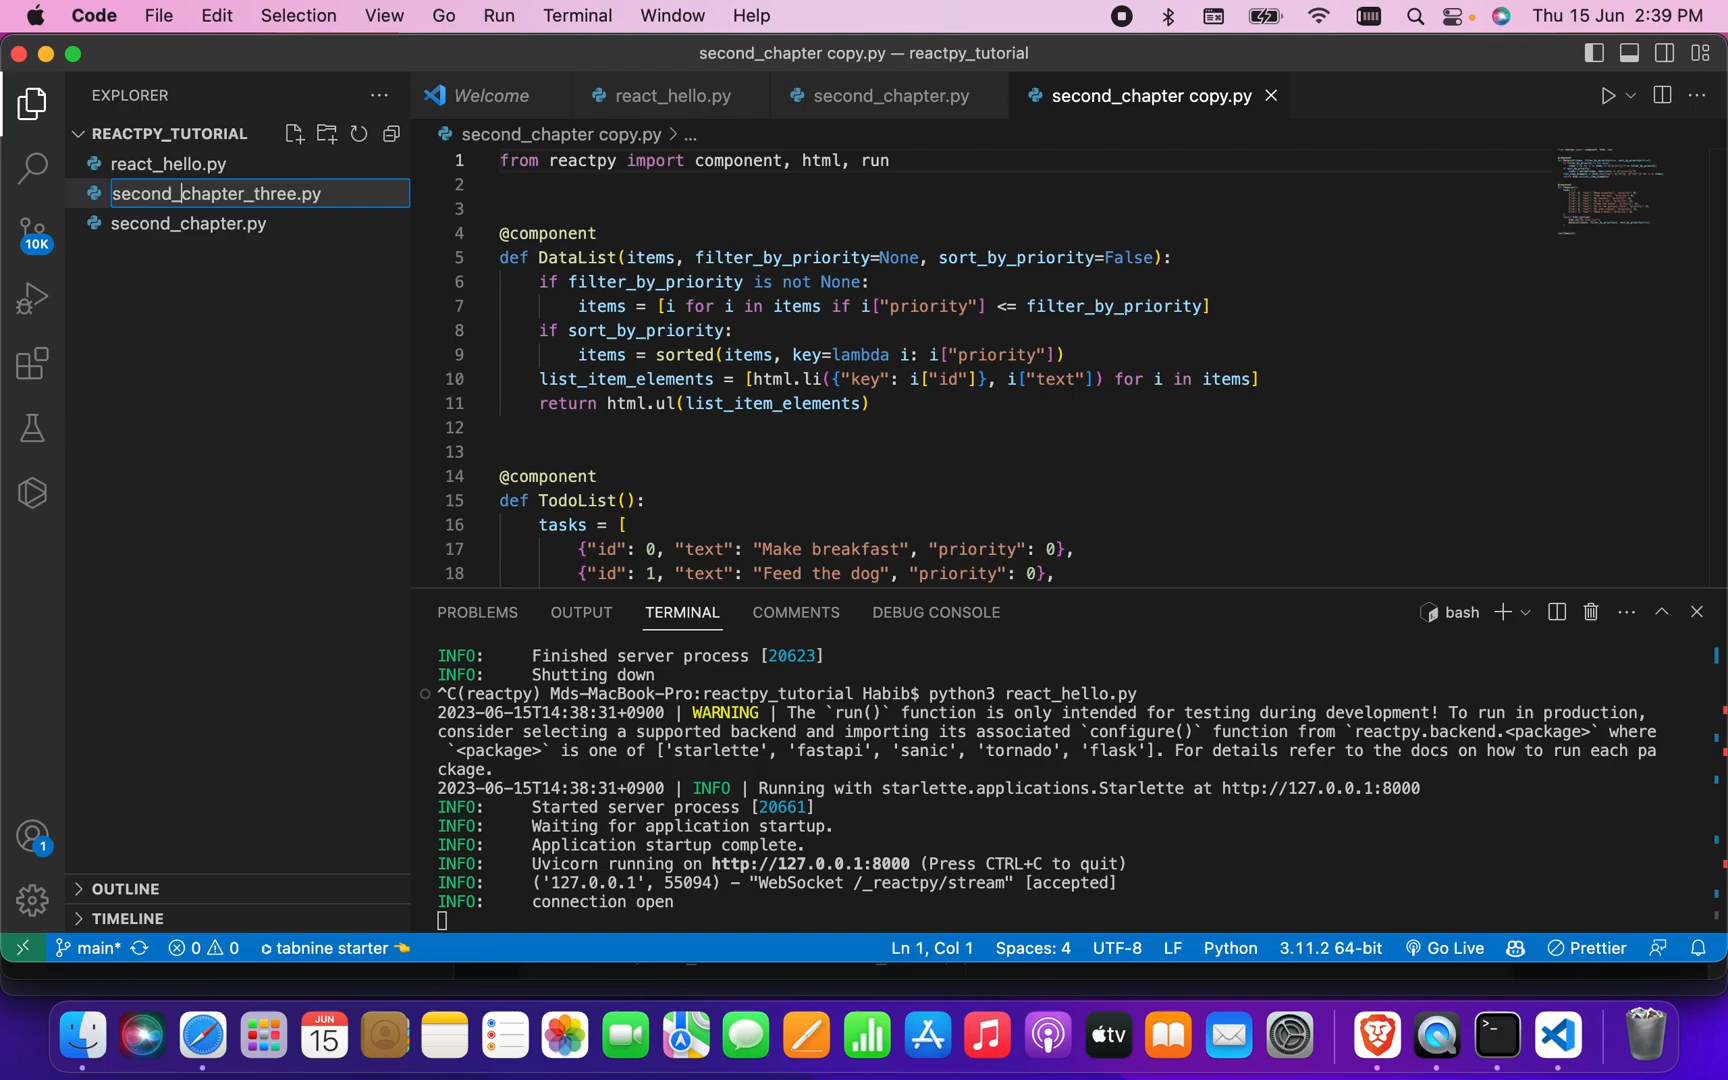 Code File Edit Selection View Go Run Terminal Window Help Thu 15 Jun 2:39 PM
second_chapter copy.py — reactpy_tutorial
EXPLORER
REACTPY_TUTORIAL
react_hello.py
second_chapter_three.py
second_chapter.py
10K
1
OUTLINE
TIMELINE
Welcome react_hello.py second_chapter.py second_chapter copy.py
second_chapter copy.py > ...
1 from reactpy import component, html, run
2
3
4 @component
5 def DataList(items, filter_by_priority=None, sort_by_priority=False):
6 if filter_by_priority is not None:
7 items = [i for i in items if i["priority"] <= filter_by_priority]
8 if sort_by_priority:
9 items = sorted(items, key=lambda i: i["priority"])
10 list_item_elements = [html.li({"key": i["id"]}, i["text"]) for i in items]
11 return html.ul(list_item_elements)
12
13
14 @component
15 def TodoList():
16 tasks = [
17 {"id": 0, "text": "Make breakfast", "priority": 0},
18 {"id": 1, "text": "Feed the dog", "priority": 0},
PROBLEMS OUTPUT TERMINAL COMMENTS DEBUG CONSOLE bash
INFO: Finished server process [20623]
INFO: Shutting down
^C(reactpy) Mds-MacBook-Pro:reactpy_tutorial Habib$ python3 react_hello.py
2023-06-15T14:38:31+0900 | WARNING | The `run()` function is only intended for testing during development! To run in production,
consider selecting a supported backend and importing its associated `configure()` function from `reactpy.backend.<package>` where
`<package>` is one of ['starlette', 'fastapi', 'sanic', 'tornado', 'flask']. For details refer to the docs on how to run each pa
ckage.
2023-06-15T14:38:31+0900 | INFO | Running with starlette.applications.Starlette at http://127.0.0.1:8000
INFO: Started server process [20661]
INFO: Waiting for application startup.
INFO: Application startup complete.
INFO: Uvicorn running on http://127.0.0.1:8000 (Press CTRL+C to quit)
INFO: ('127.0.0.1', 55094) - "WebSocket /_reactpy/stream" [accepted]
INFO: connection open
main* 0 0 tabnine starter Ln 1, Col 1 Spaces: 4 UTF-8 LF Python 3.11.2 64-bit Go Live Prettier
JUN
15
tv